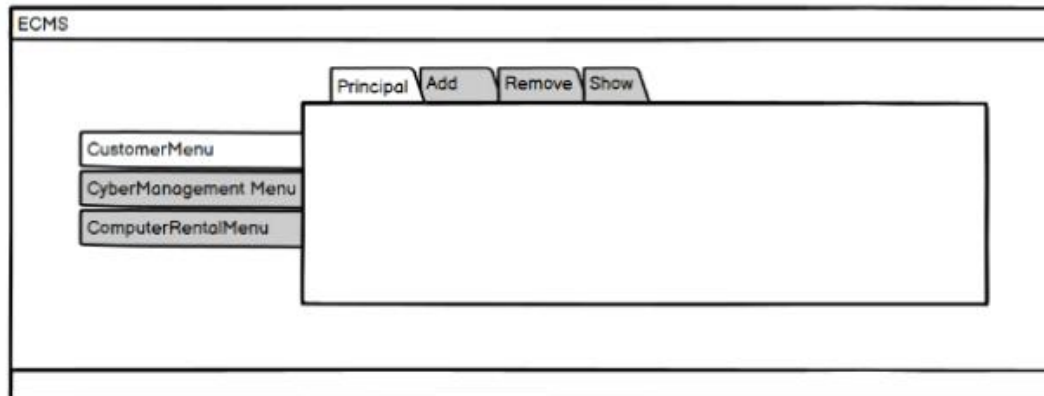 ECMS
Principal Add Remove Show
CustomerMenu
CyberManagement Menu
ComputerRentalMenu